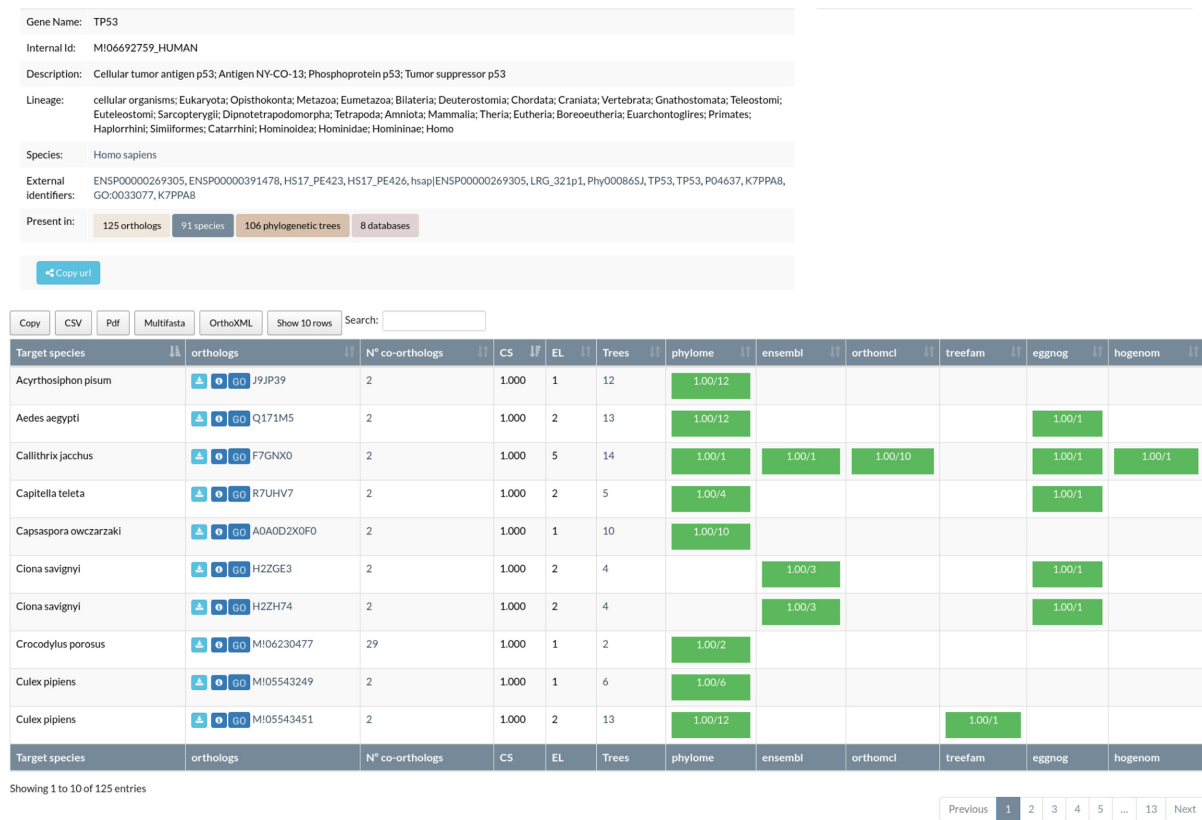 Gene Name: TP53
Internal Id: M!06692759_HUMAN
Description: Cellular tumor antigen p53; Antigen NY-CO-13; Phosphoprotein p53; Tumor suppressor p53
Lineage: cellular organisms; Eukaryota; Opisthokonta; Metazoa; Eumetazoa; Bilateria; Deuterostomia; Chordata; Craniata; Vertebrata; Gnathostomata; Teleostomi;
Euteleostomi; Sarcopterygii; Dipnotetrapodomorpha; Tetrapoda; Amniota; Mammalia; Theria; Eutheria; Boreoeutheria; Euarchontoglires; Primates;
Haplorrhini; Simiiformes; Catarrhini; Hominoidea; Hominidae; Homininae; Homo
Species: Homo sapiens
External identifiers: ENSP00000269305, ENSP00000391478, HS17_PE423, HS17_PE426, hsap|ENSP00000269305, LRG_321p1, Phy00086SJ, TP53, TP53, P04637, K7PPA8,
GO:0033077, K7PPA8
Present in: 125 orthologs 91 species 106 phylogenetic trees 8 databases
Copy url
Copy CSV Pdf Multifasta OrthoXML Show 10 rows Search:
Target species orthologs Nº co-orthologs CS EL Trees phylome ensembl orthomcl treefam eggnog hogenom
Acyrthosiphon pisum GO J9JP39 2 1.000 1 12 1.00/12
Aedes aegypti GO Q171M5 2 1.000 2 13 1.00/12 1.00/1
Callithrix jacchus GO F7GNX0 2 1.000 5 14 1.00/1 1.00/1 1.00/10 1.00/1 1.00/1
Capitella teleta GO R7UHV7 2 1.000 2 5 1.00/4 1.00/1
Capsaspora owczarzaki GO A0A0D2X0F0 2 1.000 1 10 1.00/10
Ciona savignyi GO H2ZGE3 2 1.000 2 4 1.00/3 1.00/1
Ciona savignyi GO H2ZH74 2 1.000 2 4 1.00/3 1.00/1
Crocodylus porosus GO M!06230477 29 1.000 1 2 1.00/2
Culex pipiens GO M!05543249 2 1.000 1 6 1.00/6
Culex pipiens GO M!05543451 2 1.000 2 13 1.00/12 1.00/1
Target species orthologs Nº co-orthologs CS EL Trees phylome ensembl orthomcl treefam eggnog hogenom
Showing 1 to 10 of 125 entries
Previous 1 2 3 4 5 ... 13 Next